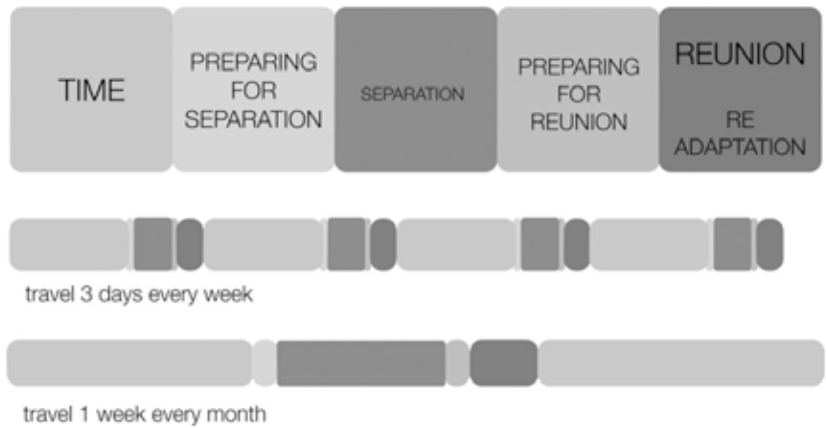 TIME
PREPARING
FOR
SEPARATION
SEPARATION
PREPARING
FOR
REUNION
REUNION
RE
ADAPTATION
travel 3 days every week
travel 1 week every month